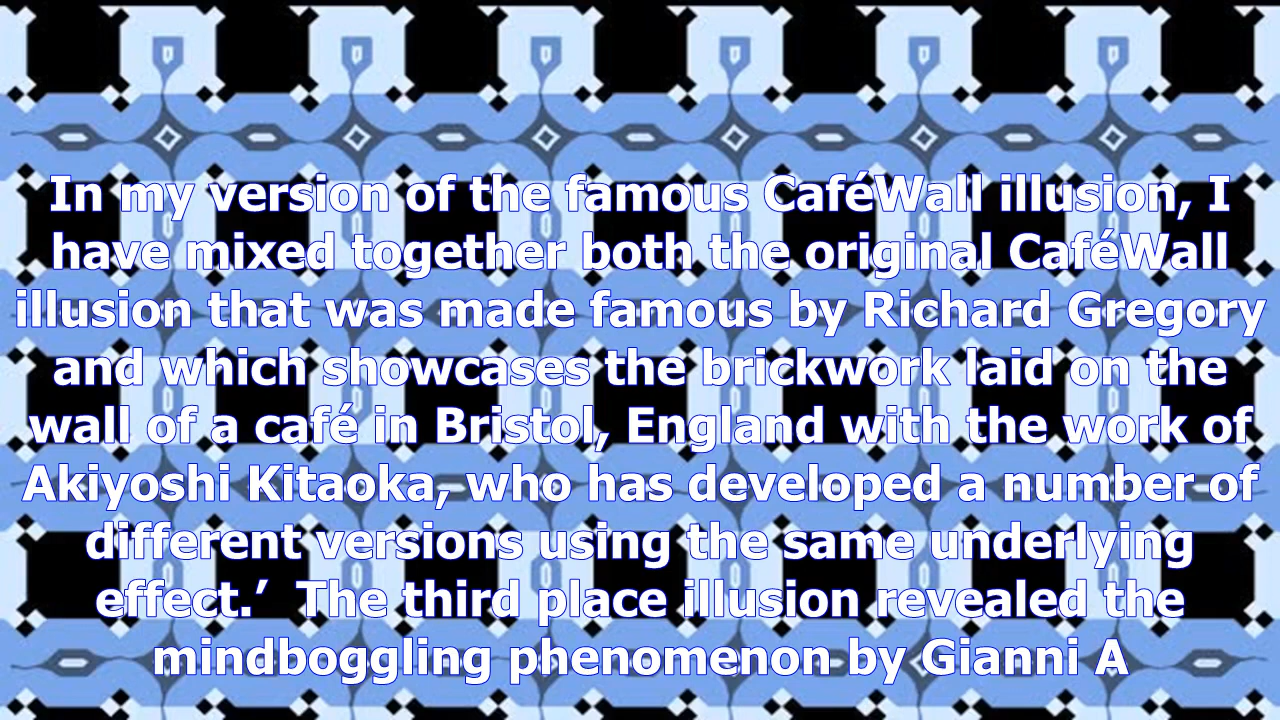 In my version of the famous CaféWall illusion, I
have mixed together both the original CaféWall
illusion that was made famous by Richard Gregory
and which showcases the brickwork laid on the
wall of a café in Bristol, England with the work of
Akiyoshi Kitaoka, who has developed a number of
different versions using the same underlying
effect.’  The third place illusion revealed the
mindboggling phenomenon by Gianni A